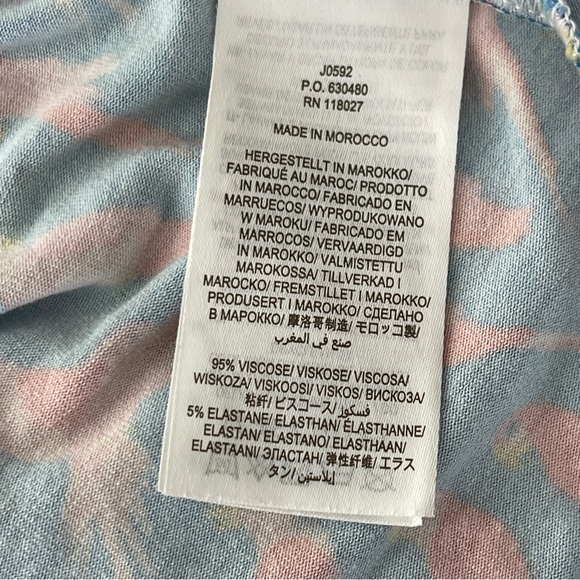 J0592
P.O. 630480
RN 118027
MADE IN MOROCCO
HERGESTELLT IN MAROKKO/
FABRIQUÉ AU MAROC/ PRODOTTO
IN MAROCCO/ FABRICADO EN
MARRUECOS/ WYPRODUKOWANO
W MAROKU/ FABRICADO EM
MARROCOS/ VERVAARDIGD
IN MAROKKO/ VALMISTETTU
MAROKOSSA/ TILLVERKAD I
MAROCKO/ FREMSTILLET I MAROKKO/
PRODUSERT I MAROKKO/ СДЕЛАНО
В МАРОККО/ 摩洛哥制造/ モロッコ製/
صنع في المغرب
95% VISCOSE/ VISKOSE/ VISCOSA/
WISKOZA/ VISKOOSI/ VISKOS/ ВИСКОЗА/
粘纤/ ビスコース/ فسكوز/
5% ELASTANE/ ELASTHAN/ ÉLASTHANNE/
ELASTAN/ ELASTANO/ ELASTHAAN/
ELASTAANI/ ЭЛАСТАН/ 弹性纤维/ エラス
タン/ إيلاستين/